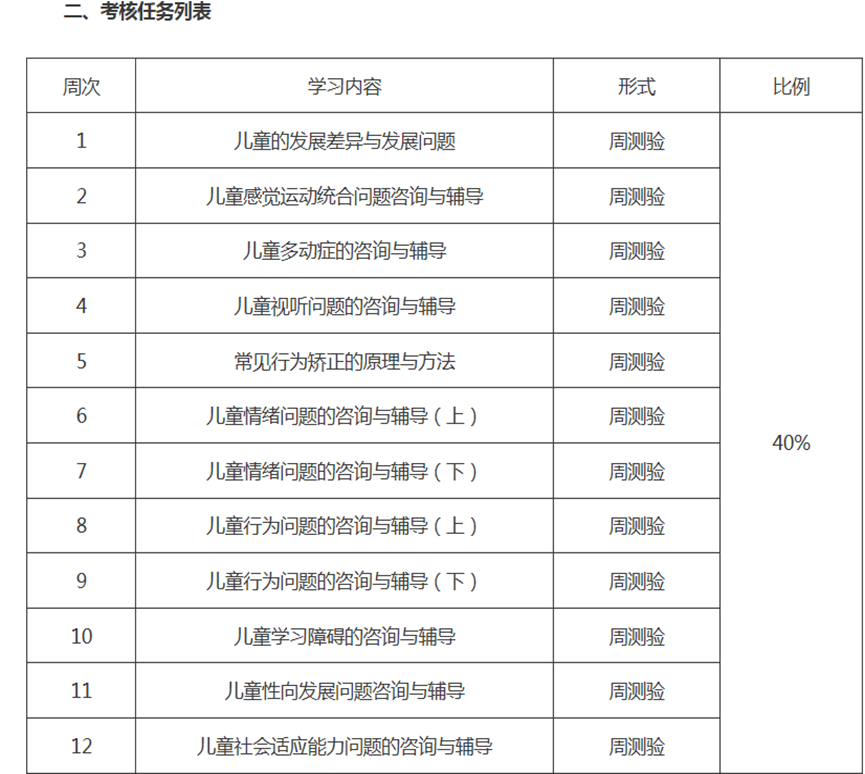 二、考核任务列表
周次 学习内容 形式 比例
1 儿童的发展差异与发展问题 周测验
2 儿童感觉运动统合问题咨询与辅导 周测验
3 儿童多动症的咨询与辅导 周测验
4 儿童视听问题的咨询与辅导 周测验
5 常见行为矫正的原理与方法 周测验
6 儿童情绪问题的咨询与辅导（上） 周测验
40%
7 儿童情绪问题的咨询与辅导（下） 周测验
8 儿童行为问题的咨询与辅导（上） 周测验
9 儿童行为问题的咨询与辅导（下） 周测验
10 儿童学习障碍的咨询与辅导 周测验
11 儿童性向发展问题咨询与辅导 周测验
12 儿童社会适应能力问题的咨询与辅导 周测验